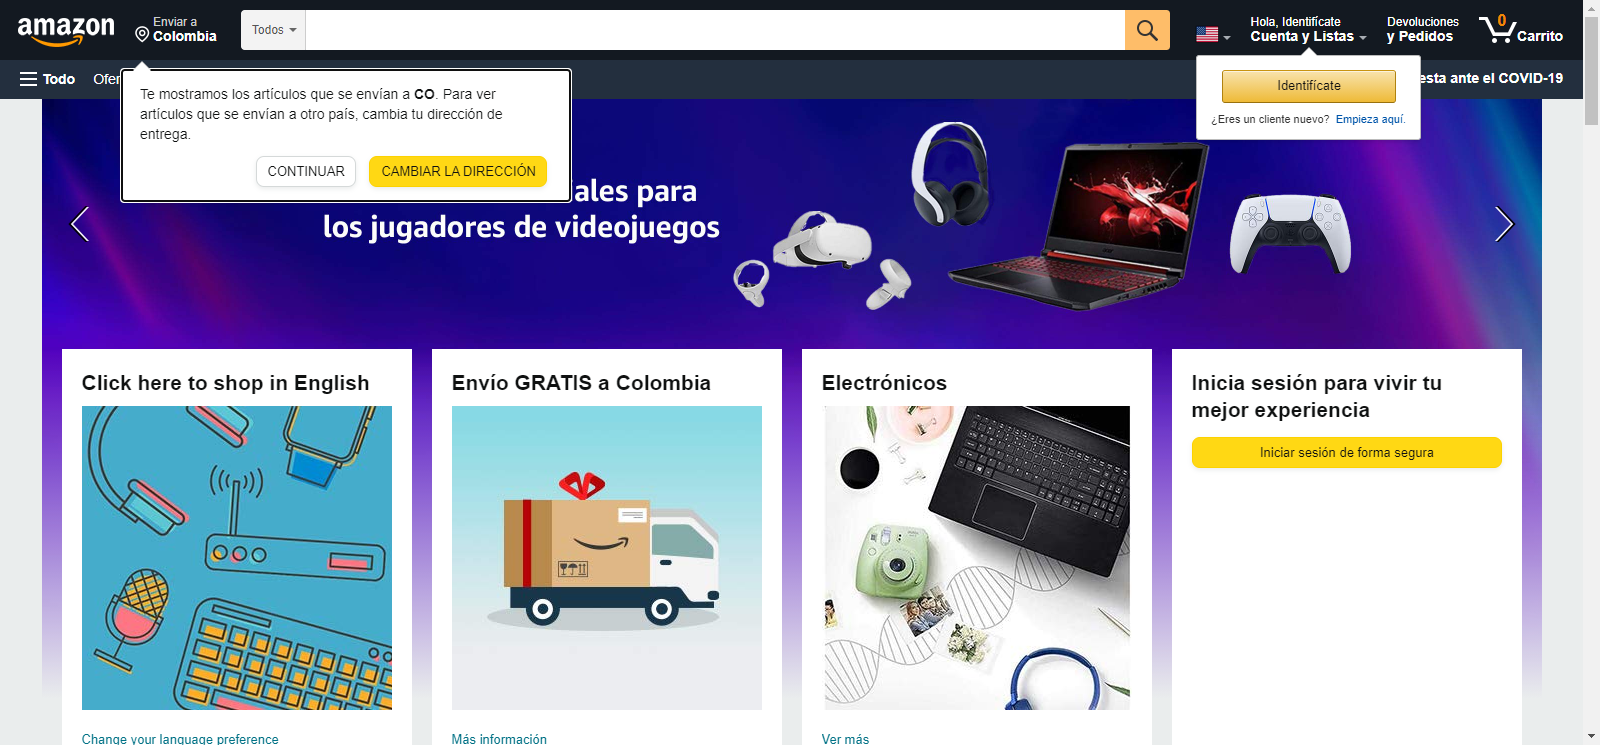 amazon
Enviar a
Colombia
Todos
Hola, Identifícate
Cuenta y Listas
Devoluciones
y Pedidos
0
Carrito
Todo
Ofer
esta ante el COVID-19
Te mostramos los artículos que se envían a CO. Para ver
artículos que se envían a otro país, cambia tu dirección de
entrega.
CONTINUAR
CAMBIAR LA DIRECCIÓN
Identifícate
¿Eres un cliente nuevo? Empieza aquí.
iales para
los jugadores de videojuegos
Click here to shop in English
Envío GRATIS a Colombia
Electrónicos
Inicia sesión para vivir tu
mejor experiencia
Iniciar sesión de forma segura
Change your language preference
Más información
Ver más